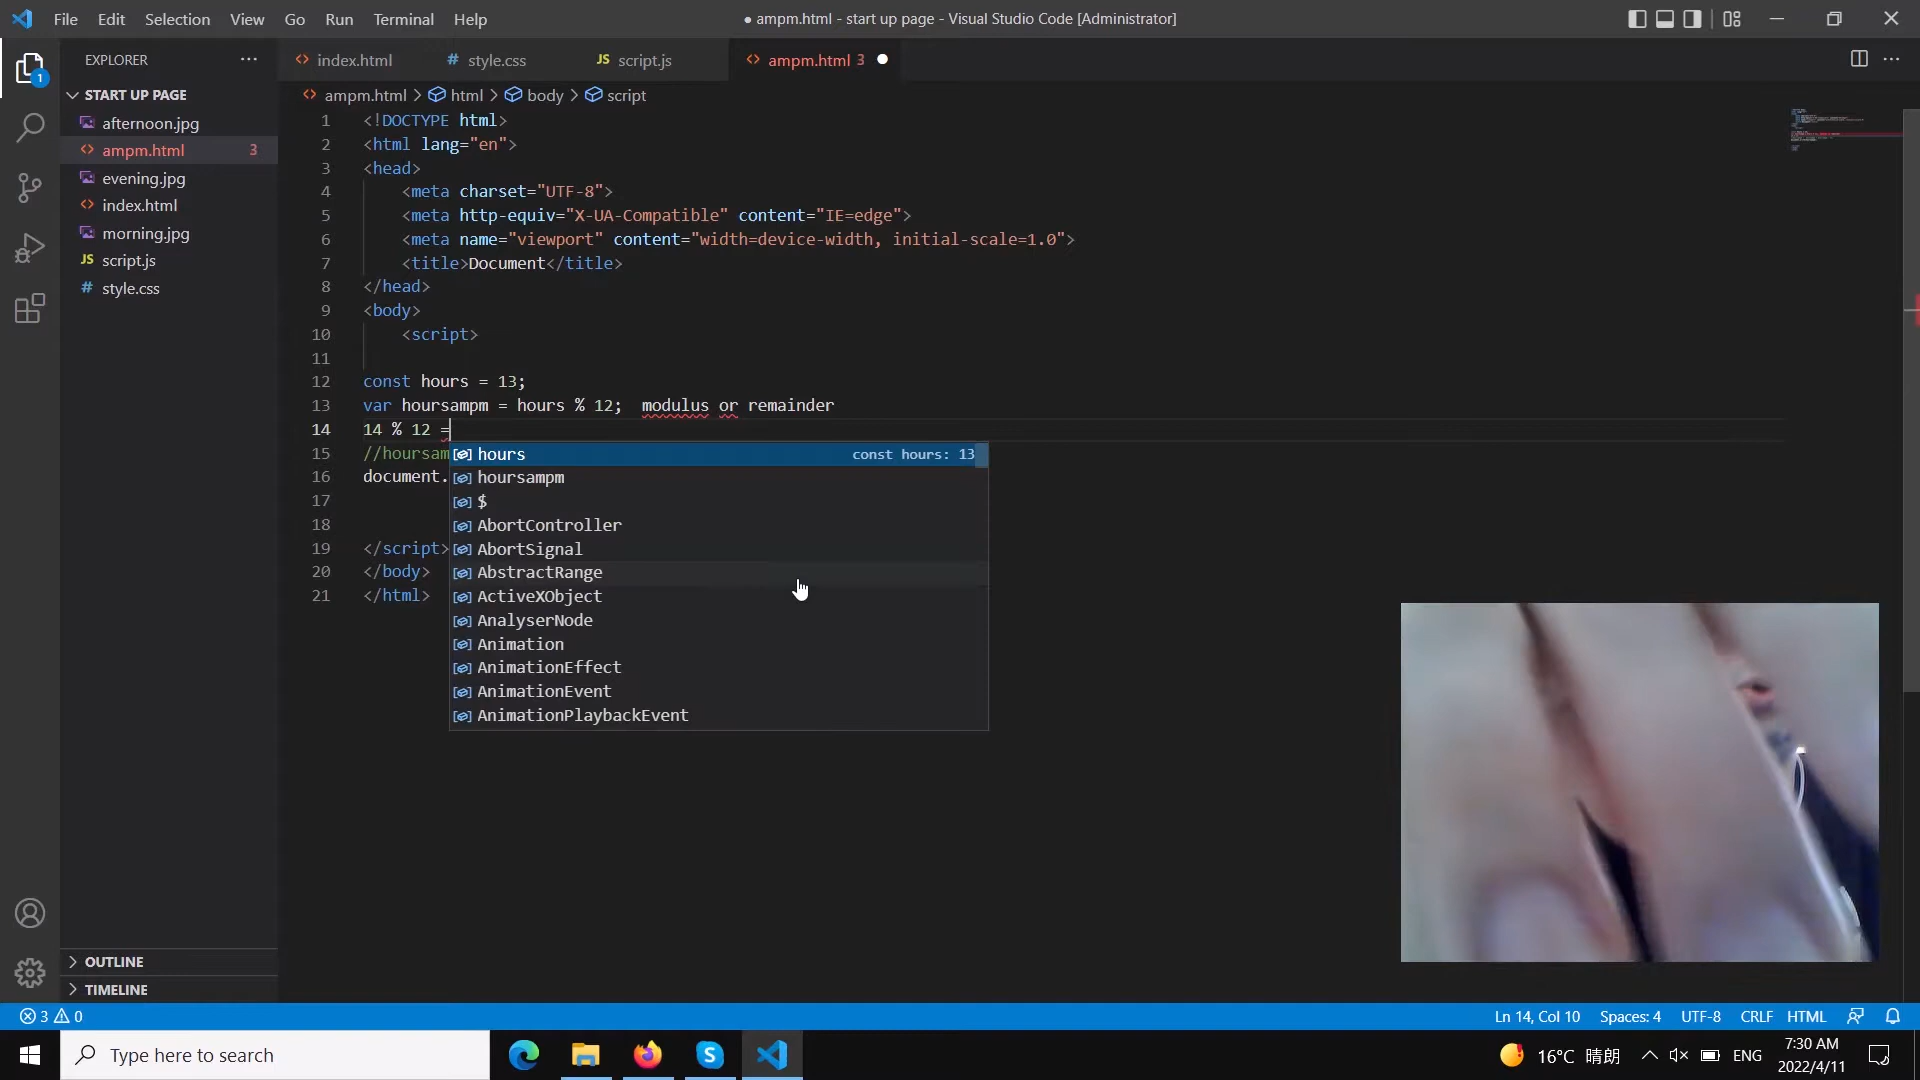 File Edit Selection View Go Run Terminal Help
● ampm.html - start up page - Visual Studio Code [Administrator]
EXPLORER
index.html
# style.css
JS script.js
ampm.html 3
1
START UP PAGE
afternoon.jpg
ampm.html 3
evening.jpg
index.html
morning.jpg
JS script.js
# style.css
ampm.html > html > body > script
1 <!DOCTYPE html>
2 <html lang="en">
3 <head>
4 <meta charset="UTF-8">
5 <meta http-equiv="X-UA-Compatible" content="IE=edge">
6 <meta name="viewport" content="width=device-width, initial-scale=1.0">
7 <title>Document</title>
8 </head>
9 <body>
10 <script>
11
12 const hours = 13;
13 var hoursampm = hours % 12; modulus or remainder
14 14 % 12 =
15 //hoursam
16 document.
17
18
19 </script>
20 </body>
21 </html>
hours const hours: 13
hoursampm
$
AbortController
AbortSignal
AbstractRange
ActiveXObject
AnalyserNode
Animation
AnimationEffect
AnimationEvent
AnimationPlaybackEvent
OUTLINE
TIMELINE
3 0
Ln 14, Col 10 Spaces: 4 UTF-8 CRLF HTML
Type here to search
16°C 晴朗
ENG
7:30 AM
2022/4/11